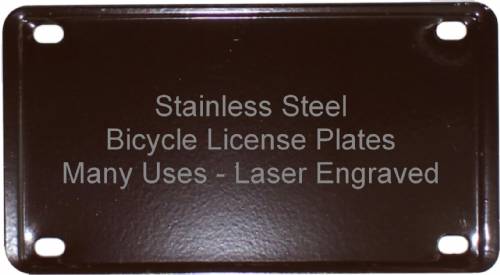 Stainless Steel
Bicycle License Plates
Many Uses - Laser Engraved